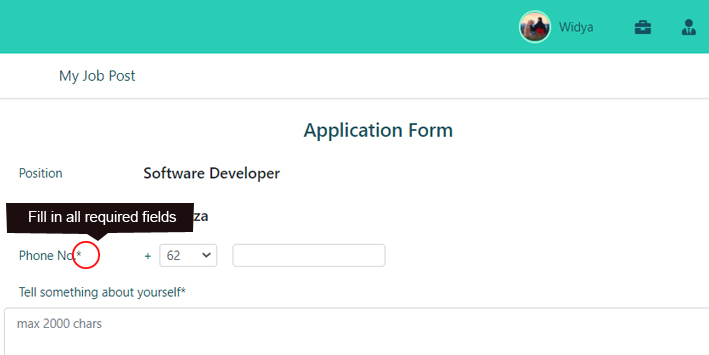 Widya
My Job Post
Application Form
Position Software Developer
Fill in all required fields
za
Phone No.* + 62
Tell something about yourself*
max 2000 chars